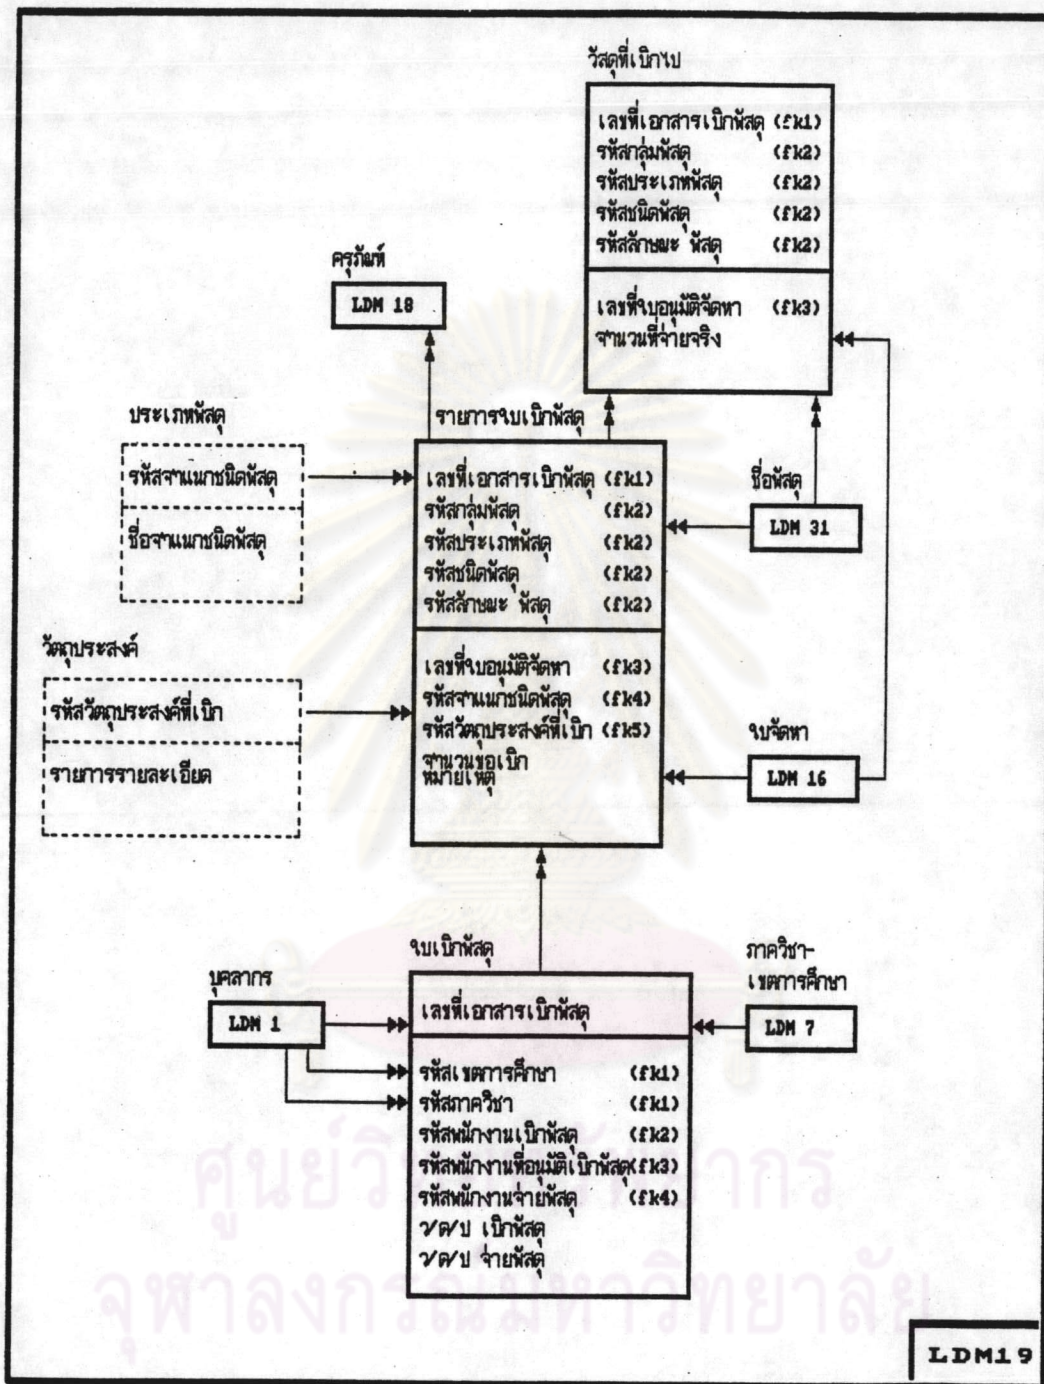 วัสดุที่เบิกไป
เลขที่เอกสารเบิกพัสดุ (fk1)
รหัสกลุ่มพัสดุ (fk2)
รหัสประเภทพัสดุ (fk2)
รหัสชนิดพัสดุ (fk2)
รหัสลักษณะ พัสดุ (fk2)
เลขที่ใบอนุมัติจัดหา (fk3)
จำนวนที่จ่ายจริง
ครุภัณฑ์
LDM 18
ประเภทพัสดุ
รหัสจำแนกชนิดพัสดุ
ชื่อจำแนกชนิดพัสดุ
รายการใบเบิกพัสดุ
เลขที่เอกสารเบิกพัสดุ (fk1)
รหัสกลุ่มพัสดุ (fk2)
รหัสประเภทพัสดุ (fk2)
รหัสชนิดพัสดุ (fk2)
รหัสลักษณะ พัสดุ (fk2)
เลขที่ใบอนุมัติจัดหา (fk3)
รหัสจำแนกชนิดพัสดุ (fk4)
รหัสวัตถุประสงค์ที่เบิก (fk5)
จำนวนขอเบิก
หมายเหตุ
ชื่อพัสดุ
LDM 31
วัตถุประสงค์
รหัสวัตถุประสงค์ที่เบิก
รายการรายละเอียด
ใบจัดหา
LDM 16
ใบเบิกพัสดุ
เลขที่เอกสารเบิกพัสดุ
รหัสเขตการศึกษา (fk1)
รหัสภาควิชา (fk1)
รหัสพนักงานเบิกพัสดุ (fk2)
รหัสพนักงานที่อนุมัติเบิกพัสดุ(fk3)
รหัสพนักงานจ่ายพัสดุ (fk4)
ว/ด/ป เบิกพัสดุ
ว/ด/ป จ่ายพัสดุ
บุคลากร
LDM 1
ภาควิชา-
เขตการศึกษา
LDM 7
ศูนย์วิทยทรัพยากร
จุฬาลงกรณ์มหาวิทยาลัย
LDM19